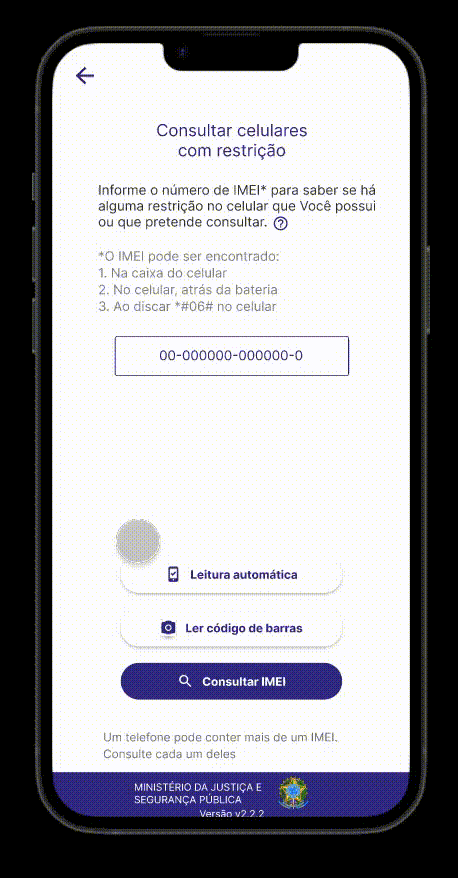 Consultar celulares
com restrição
Informe o número de IMEI* para saber se há
alguma restrição no celular que Você possui
ou que pretende consultar. ?
*O IMEI pode ser encontrado:
1. Na caixa do celular
2. No celular, atrás da bateria
3. Ao discar *#06# no celular
00-000000-000000-0
Leitura automática
Ler código de barras
Consultar IMEI
Um telefone pode conter mais de um IMEI.
Consulte cada um deles
MINISTÉRIO DA JUSTIÇA E
SEGURANÇA PÚBLICA
Versão v2.2.2